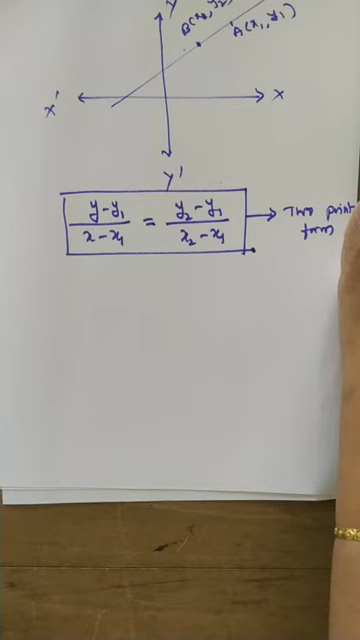 Y
B(x₂, y₂)
A(x₁, y₁)
X' X
Y'
y-y₁ / x-x₁ = y₂-y₁ / x₂-x₁ → Two point
form